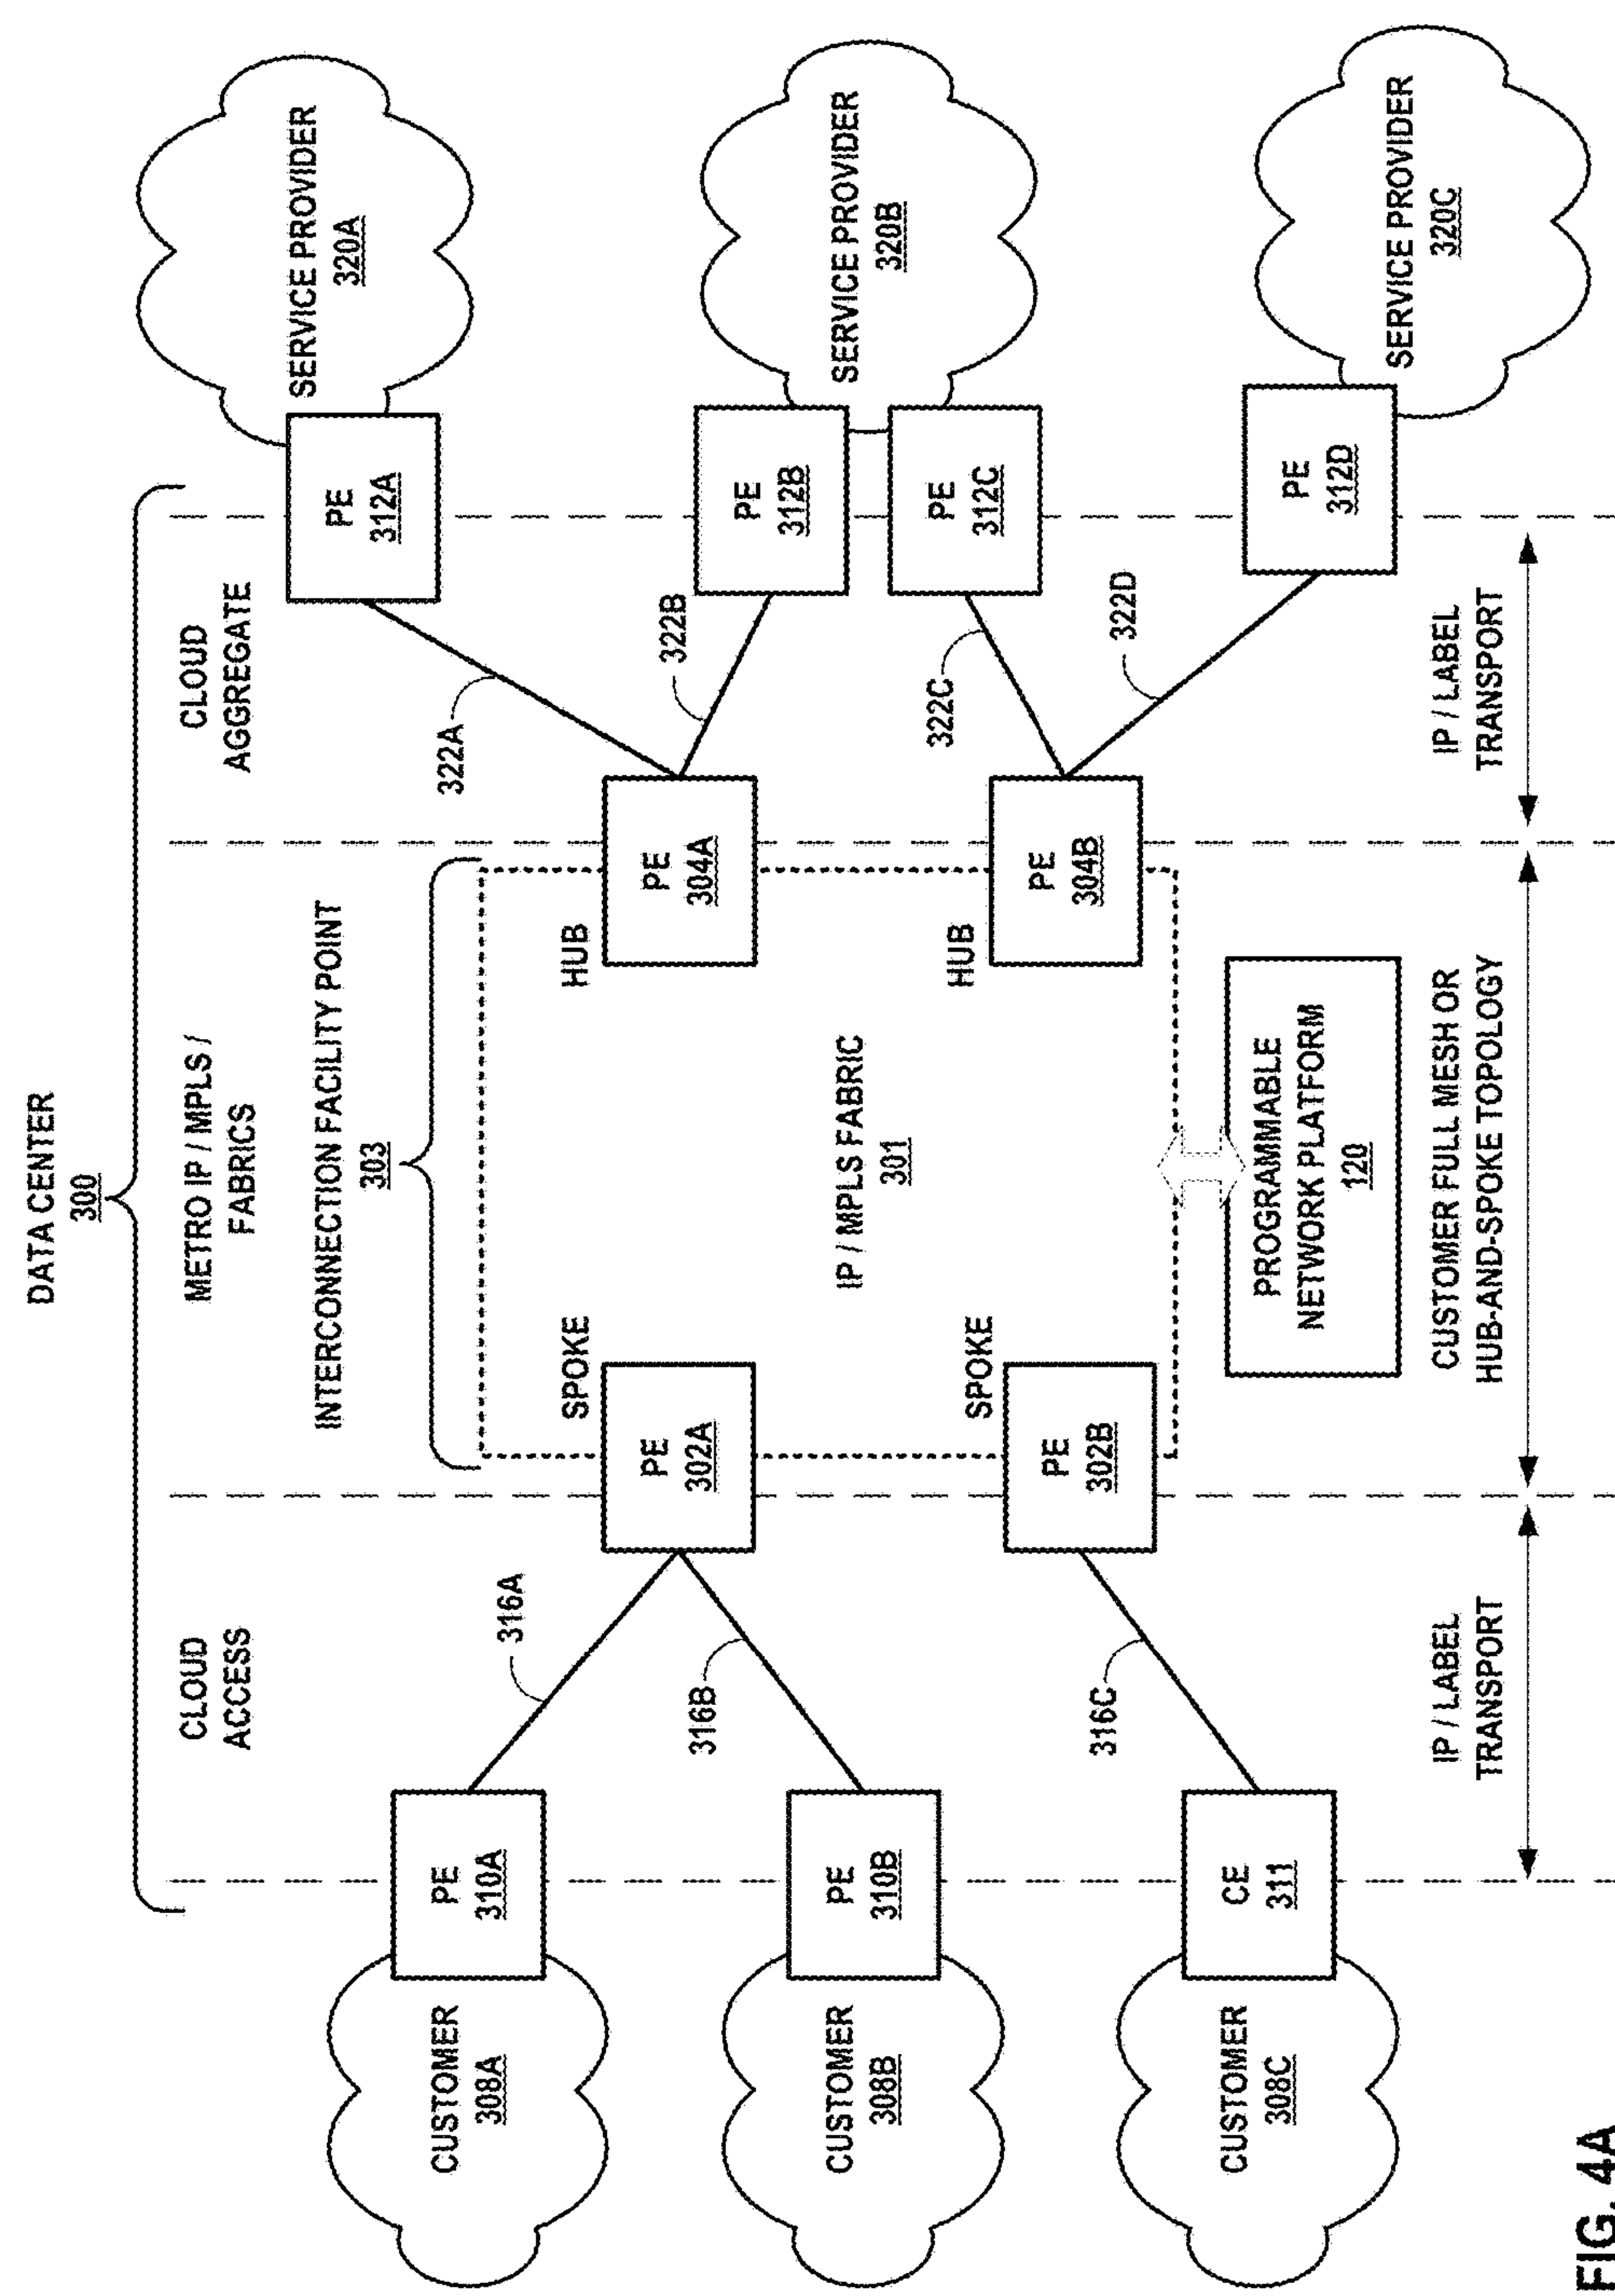 DATA CENTER
300
CLOUD
ACCESS
METRO IP / MPLS /
FABRICS
CLOUD
AGGREGATE
INTERCONNECTION FACILITY POINT
303
SERVICE PROVIDER
320A
PE
312A
322A
316A
CUSTOMER
308A
PE
310A
SPOKE
PE
302A
HUB
PE
304A
322B
316B
SERVICE PROVIDER
320B
PE
312B
PE
312C
IP / MPLS FABRIC
301
CUSTOMER
308B
PE
310B
322C
SPOKE
PE
302B
HUB
PE
304B
322D
316C
CUSTOMER
308C
CE
311
PROGRAMMABLE
NETWORK PLATFORM
120
PE
312D
SERVICE PROVIDER
320C
IP / LABEL
TRANSPORT
CUSTOMER FULL MESH OR
HUB-AND-SPOKE TOPOLOGY
IP / LABEL
TRANSPORT
FIG. 4A